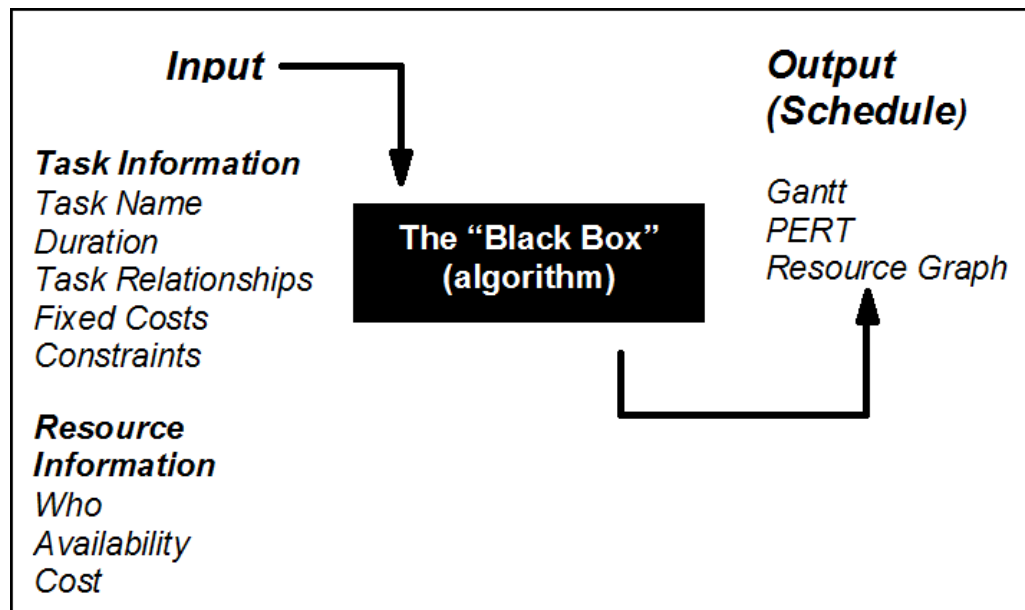 Input
Task Information
Task Name
Duration
Task Relationships
Fixed Costs
Constraints
Resource
Information
Who
Availability
Cost
The “Black Box”
(algorithm)
Output
(Schedule)
Gantt
PERT
Resource Graph